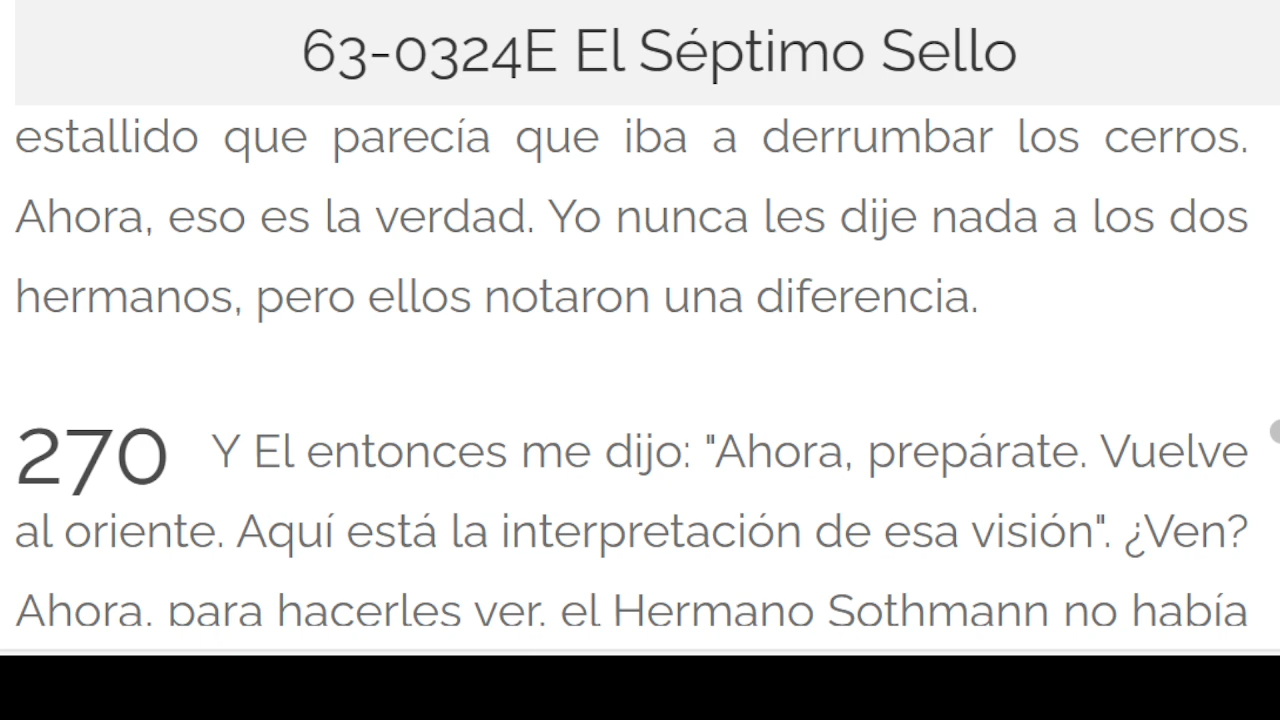 63-0324E El Séptimo Sello
estallido que parecía que iba a derrumbar los cerros.
Ahora, eso es la verdad. Yo nunca les dije nada a los dos
hermanos, pero ellos notaron una diferencia.
270 Y El entonces me dijo: "Ahora, prepárate. Vuelve
al oriente. Aquí está la interpretación de esa visión". ¿Ven?
Ahora, para hacerles ver, el Hermano Sothmann no había